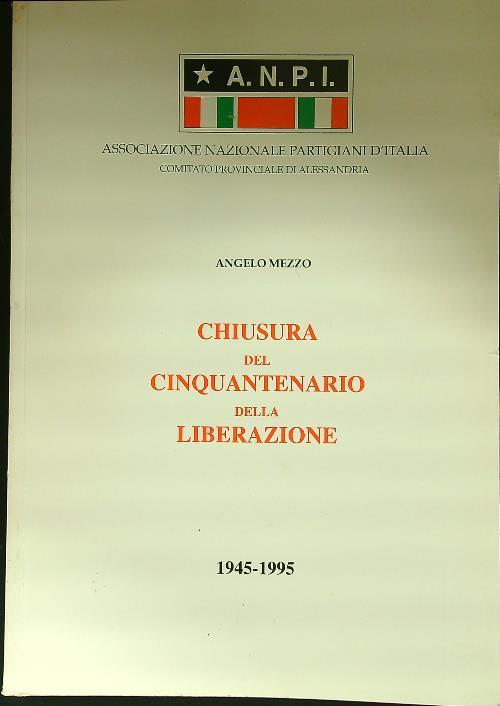 ★ A.N.P.I.
ASSOCIAZIONE NAZIONALE PARTIGIANI D'ITALIA
COMITATO PROVINCIALE DI ALESSANDRIA
ANGELO MEZZO
CHIUSURA
DEL
CINQUANTENARIO
DELLA
LIBERAZIONE
1945-1995